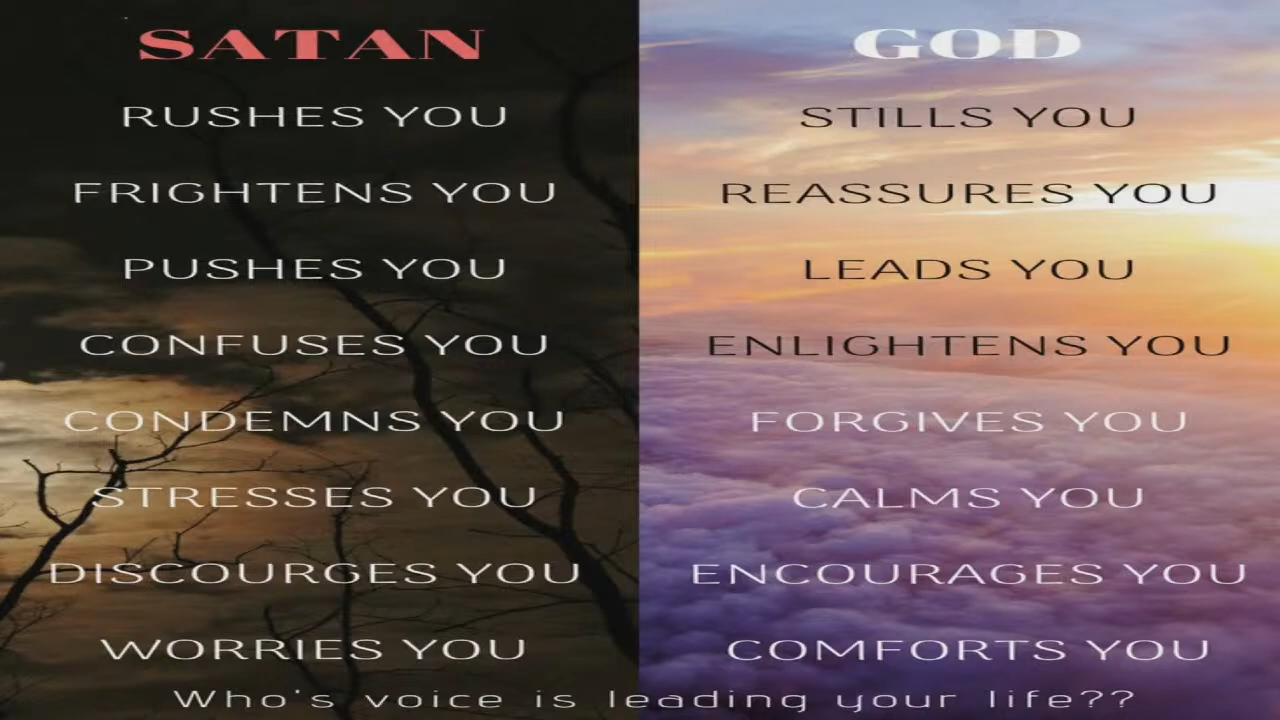 SATAN
RUSHES YOU
FRIGHTENS YOU
PUSHES YOU
CONFUSES YOU
CONDEMNS YOU
STRESSES YOU
DISCOURGES YOU
WORRIES YOU
GOD
STILLS YOU
REASSURES YOU
LEADS YOU
ENLIGHTENS YOU
FORGIVES YOU
CALMS YOU
ENCOURAGES YOU
COMFORTS YOU
Who's voice is leading your life??